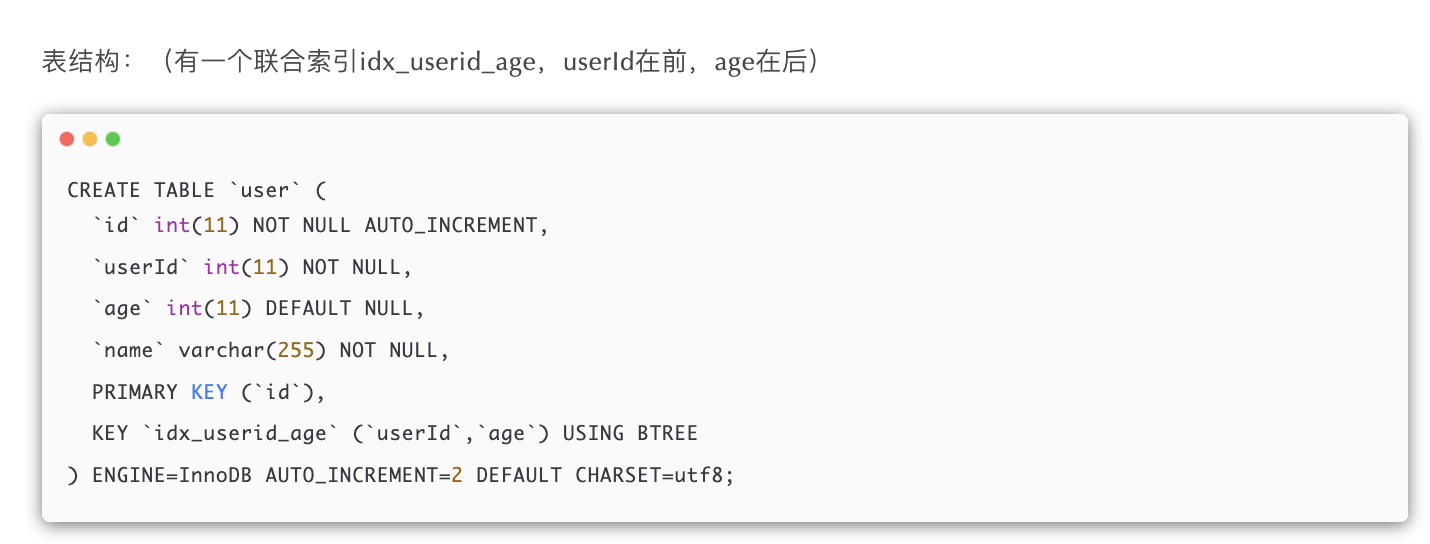 表结构：（有一个联合索引idx_userid_age，userId在前，age在后）
CREATE TABLE `user` (
  `id` int(11) NOT NULL AUTO_INCREMENT,
  `userId` int(11) NOT NULL,
  `age` int(11) DEFAULT NULL,
  `name` varchar(255) NOT NULL,
  PRIMARY KEY (`id`),
  KEY `idx_userid_age` (`userId`,`age`) USING BTREE
) ENGINE=InnoDB AUTO_INCREMENT=2 DEFAULT CHARSET=utf8;